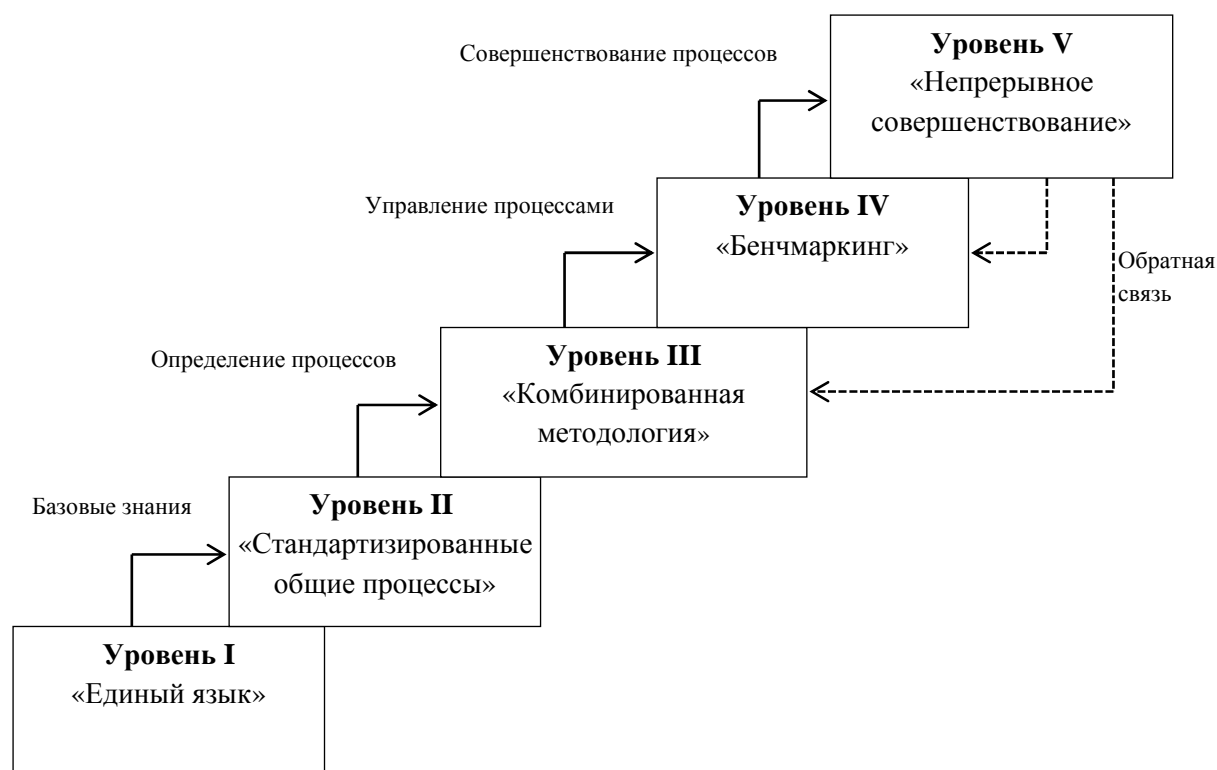 Уровень V
«Непрерывное
совершенствование»
Совершенствование процессов
Уровень IV
«Бенчмаркинг»
Управление процессами
Обратная
связь
Уровень III
«Комбинированная
методология»
Определение процессов
Уровень II
«Стандартизированные
общие процессы»
Базовые знания
Уровень I
«Единый язык»